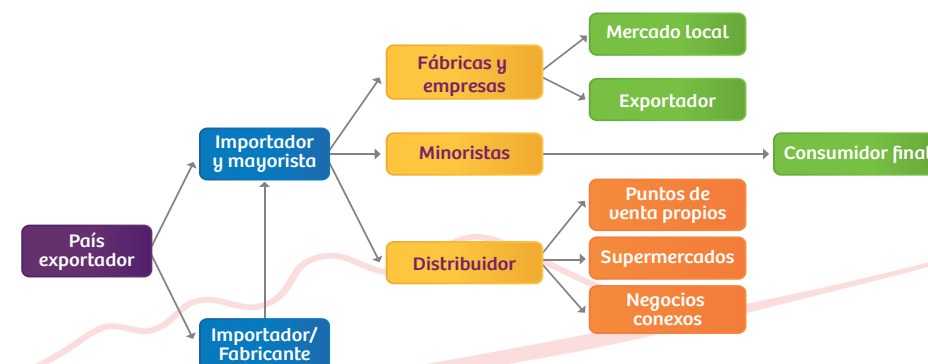 Mercado local
Fábricas y
empresas
Exportador
Importador
y mayorista
Minoristas
Consumidor final
Puntos de
venta propios
País
exportador
Distribuidor
Supermercados
Negocios
conexos
Importador/
Fabricante